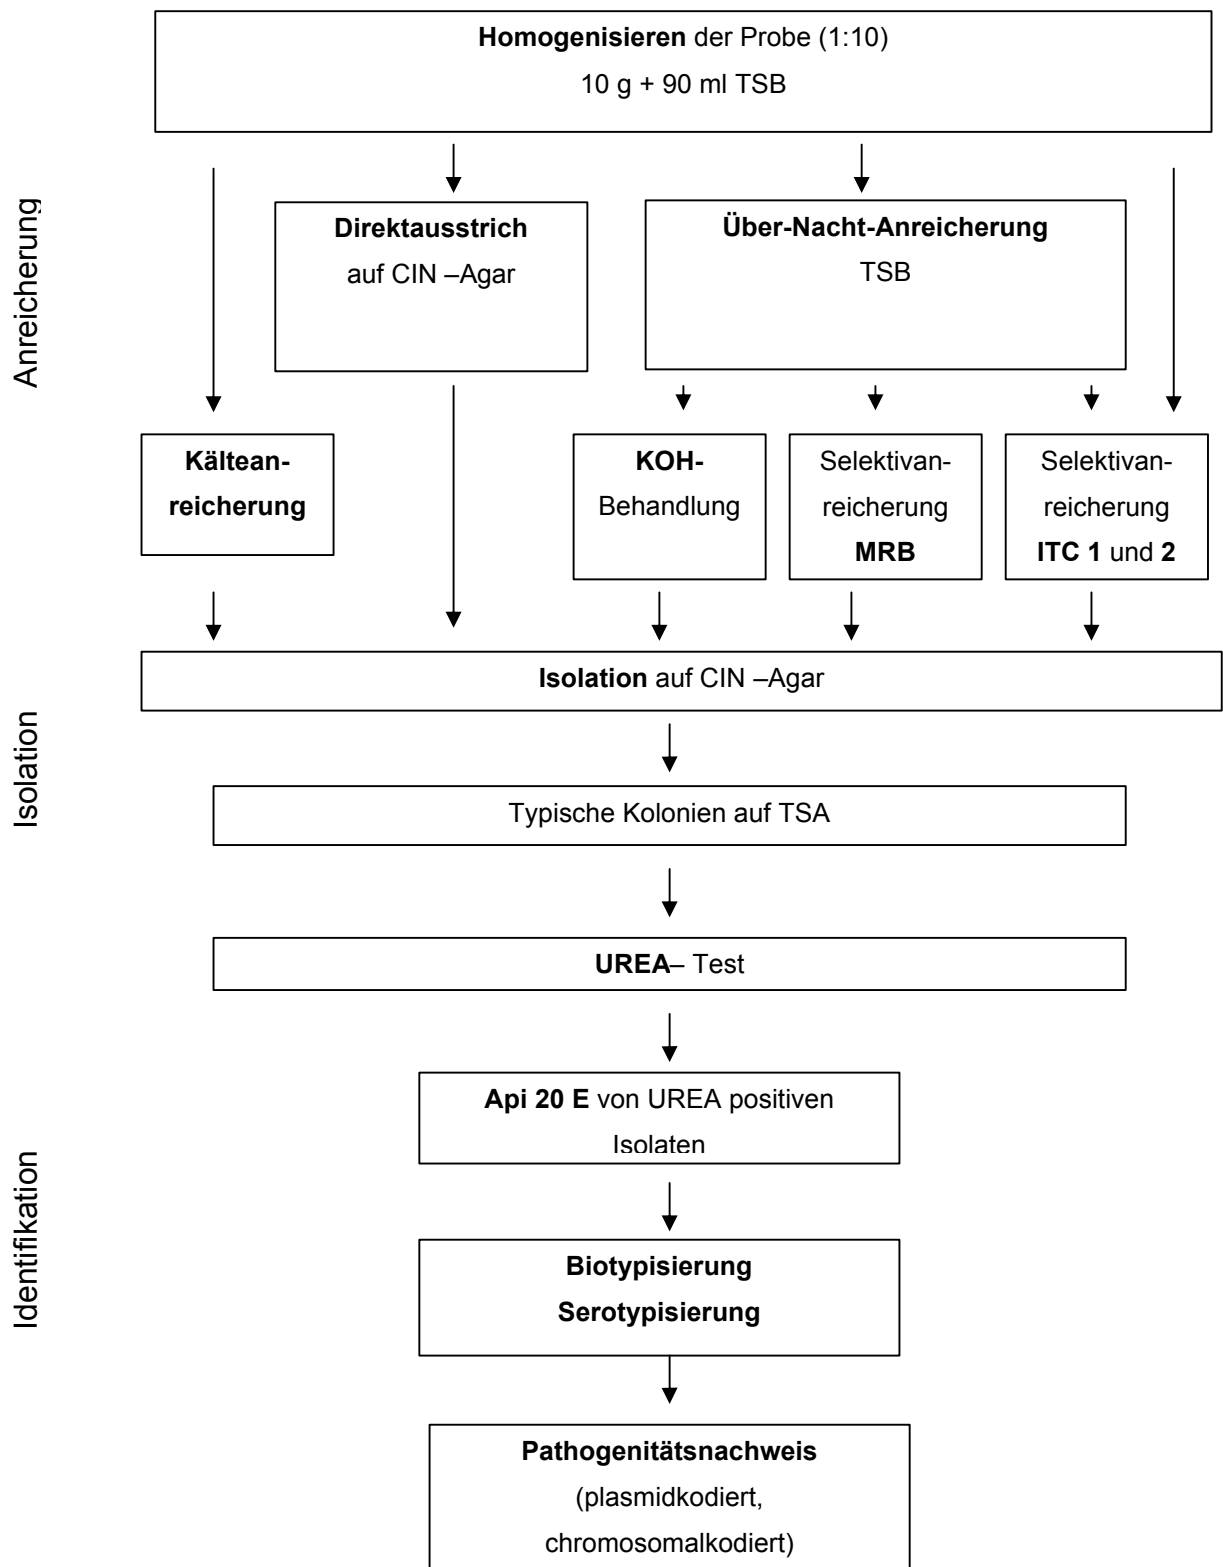 Homogenisieren der Probe (1:10)
10 g + 90 ml TSB
Anreicherung
Direktausstrich
auf CIN –Agar
Über-Nacht-Anreicherung
TSB
Kältean-
reicherung
KOH-
Behandlung
Selektivan-
reicherung
MRB
Selektivan-
reicherung
ITC 1 und 2
Isolation
Isolation auf CIN –Agar
Typische Kolonien auf TSA
UREA– Test
Identifikation
Api 20 E von UREA positiven
Isolaten
Biotypisierung
Serotypisierung
Pathogenitätsnachweis
(plasmidkodiert,
chromosomalkodiert)